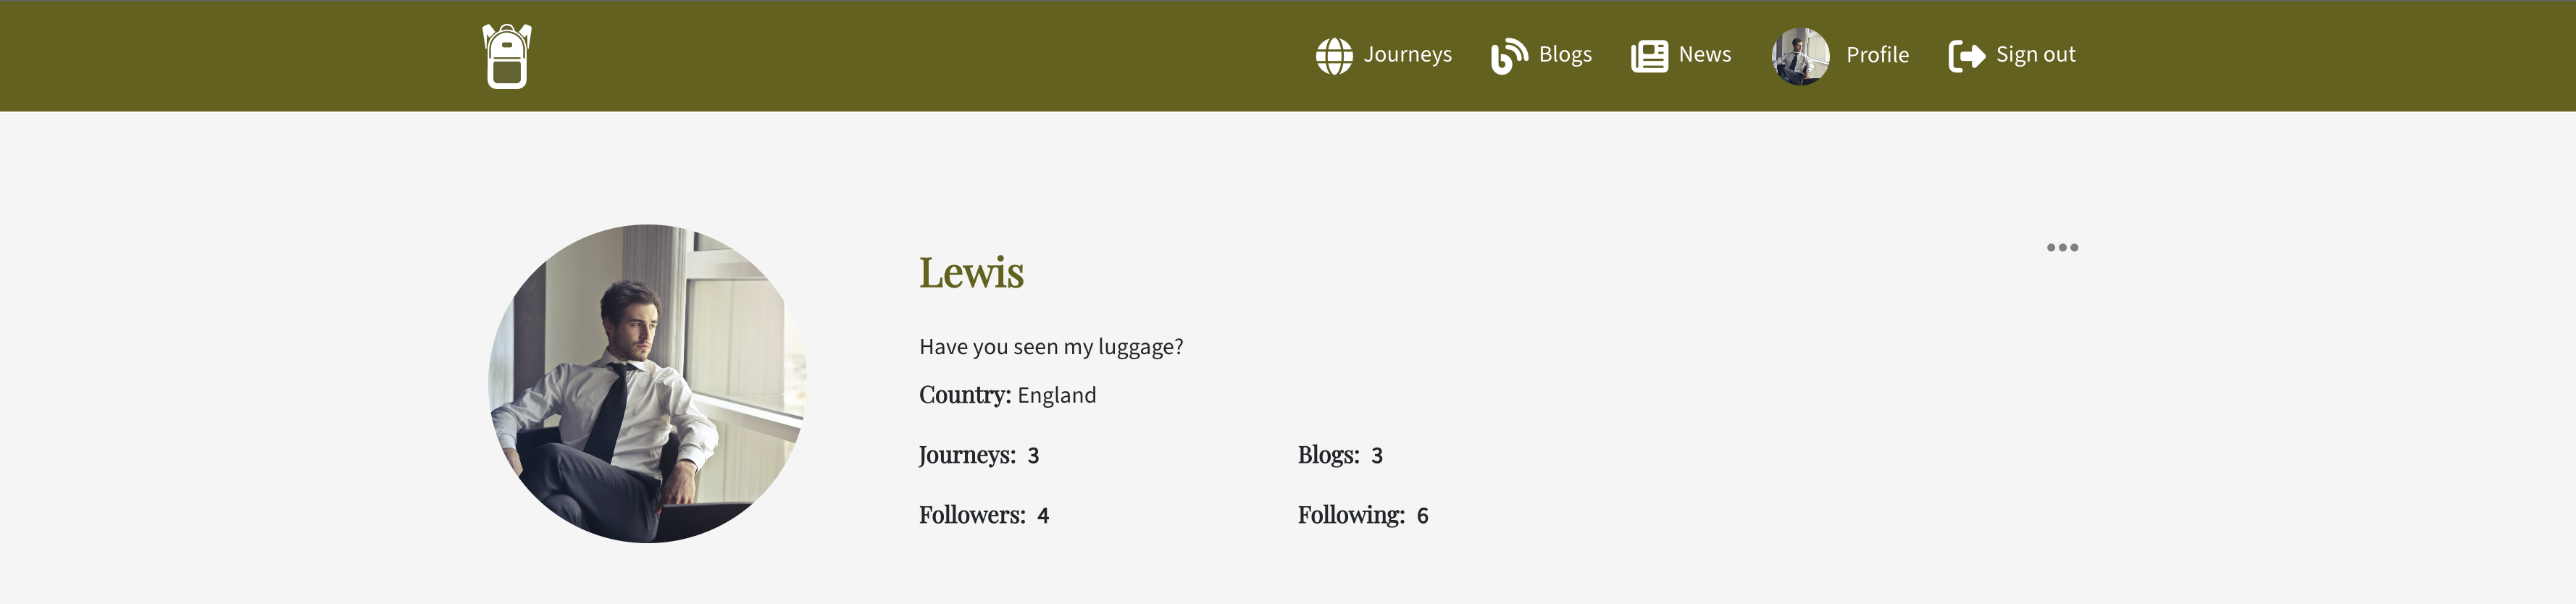 Journeys Blogs News Profile Sign out
Lewis
Have you seen my luggage?
Country: England
Journeys: 3 Blogs: 3
Followers: 4 Following: 6